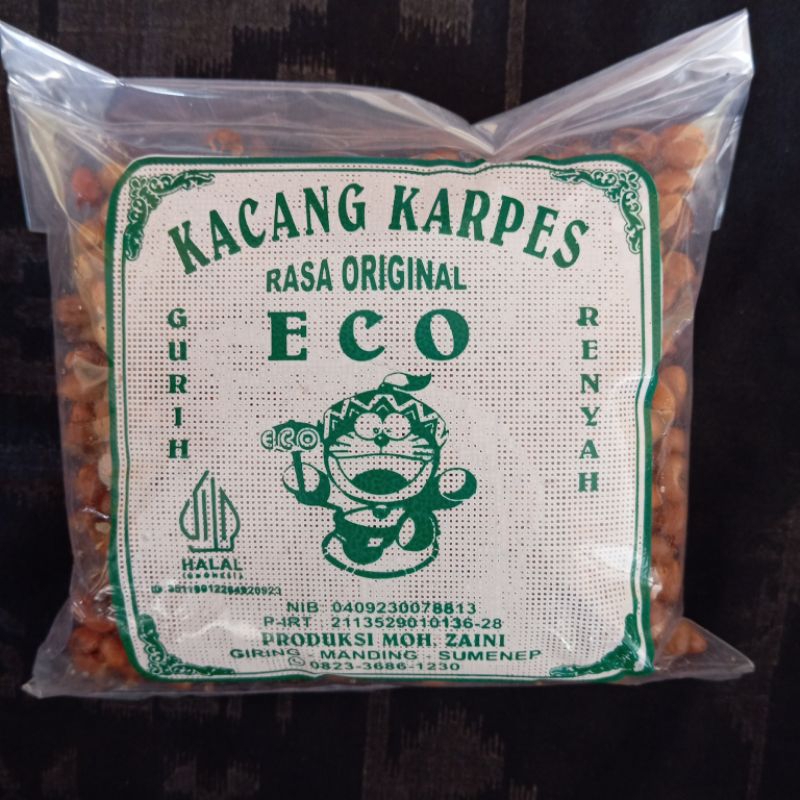 KACANG KARPES
RASA ORIGINAL
ECO
GURIH
RENYAH
ECO
HALAL
INDONESIA
NIB: 0409230078813
P-IRT : 2113529010136-28
PRODUKSI MOH. ZAINI
GIRING - MANDING - SUMENEP
0823-3686-1230